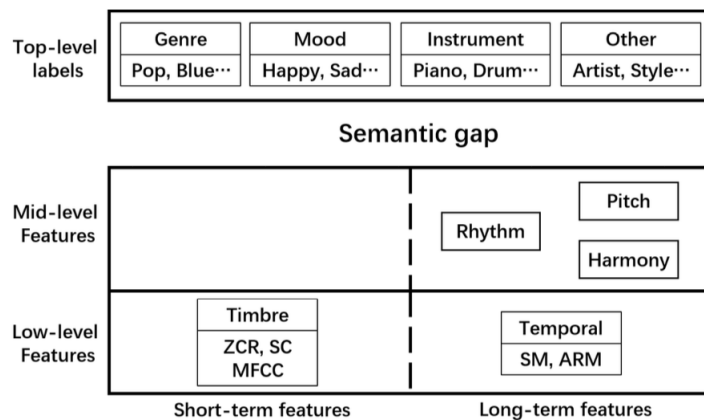 Top-level
labels
Genre
Pop, Blue···
Mood
Happy, Sad···
Instrument
Piano, Drum···
Other
Artist, Style···
Semantic gap
Mid-level
Features
Rhythm
Pitch
Harmony
Low-level
Features
Timbre
ZCR, SC
MFCC
Temporal
SM, ARM
Short-term features
Long-term features